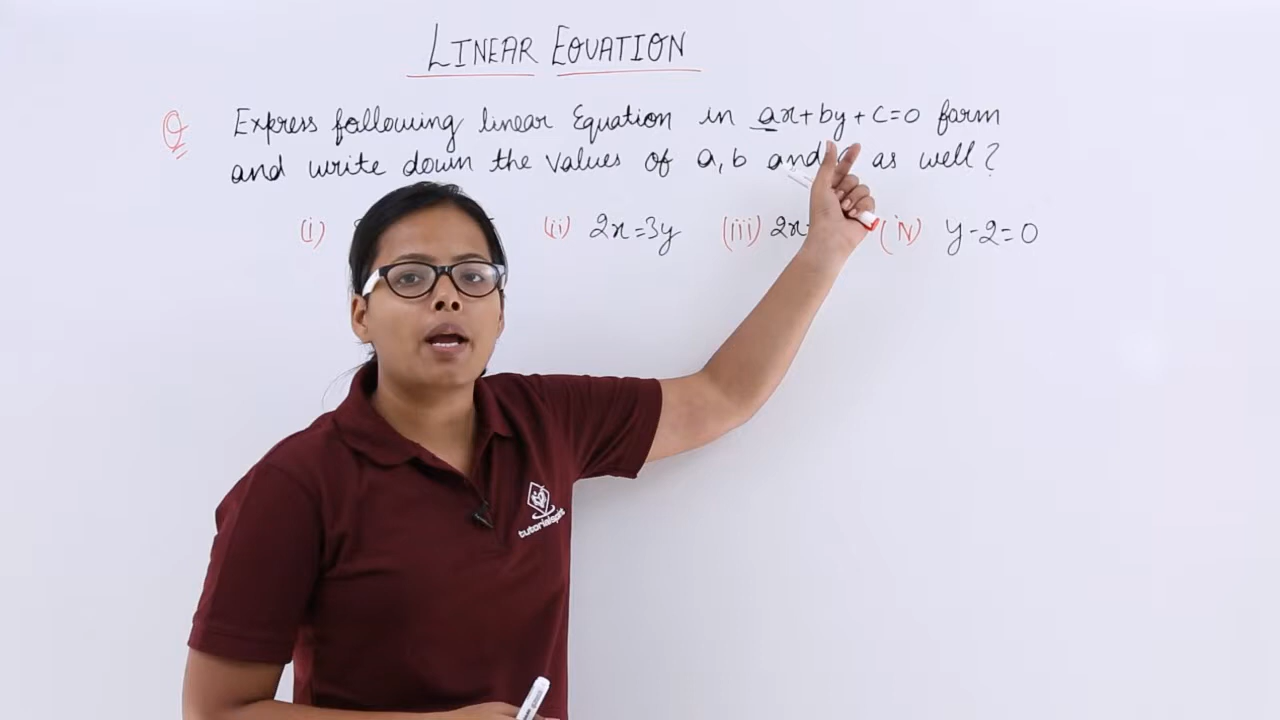 LINEAR EQUATION
Q Express following linear Equation in ax+by+c=0 form
and write down the values of a, b and as well?
(i) (ii) 2x=3y (iii) 2x= (iv) y-2=0
tutorialspoint